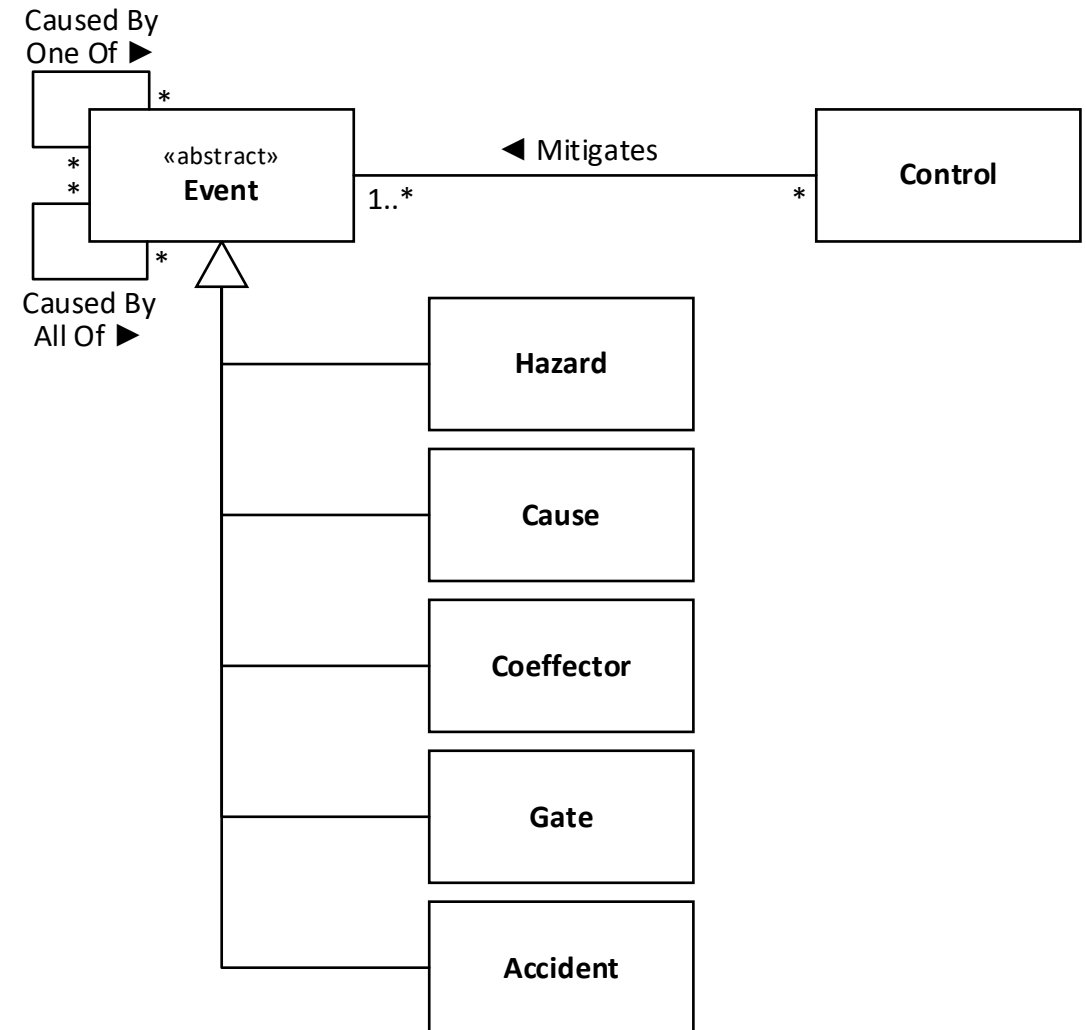 Caused By
One Of ►
*
*
*
*
«abstract»
Event
◄ Mitigates
1..*
*
Control
Caused By
All Of ►
Hazard
Cause
Coeffector
Gate
Accident